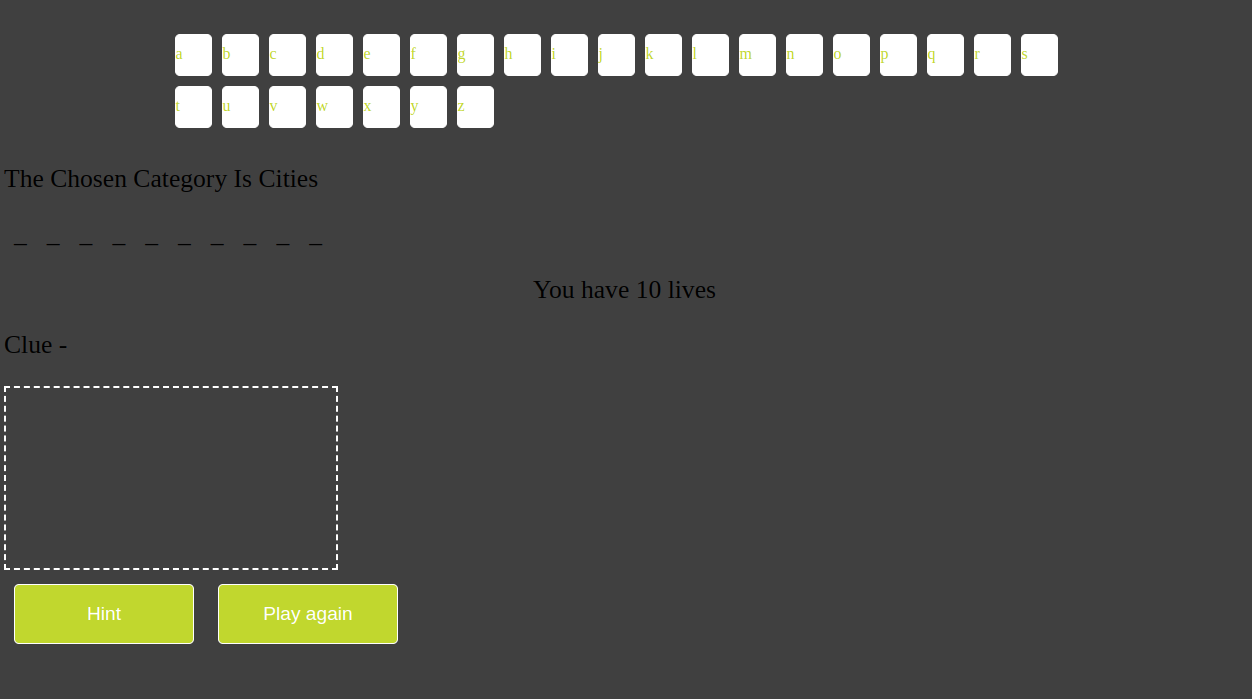 a b c d e f g h i j k l m n o p q r s
t u v w x y z
The Chosen Category Is Cities
_ _ _ _ _ _ _ _ _ _
You have 10 lives
Clue -
Hint Play again